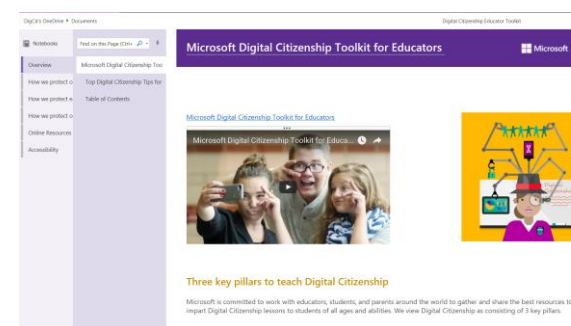 DigCit's OneDrive ▸ Documents
Digital Citizenship Educator Toolkit
Notebooks
Find on this Page (Ctrl+
Overview
Microsoft Digital Citizenship Too
How we protect o
Top Digital Citizenship Tips for
How we protect e
Table of Contents
How we protect o
Online Resources
Accessibility
Microsoft Digital Citizenship Toolkit for Educators
Microsoft
Microsoft Digital Citizenship Toolkit for Educators
Microsoft Digital Citizenship Toolkit for Educa...
Three key pillars to teach Digital Citizenship
Microsoft is committed to work with educators, students, and parents around the world to gather and share the best resources to
impart Digital Citizenship lessons to students of all ages and abilities. We view Digital Citizenship as consisting of 3 key pillars.